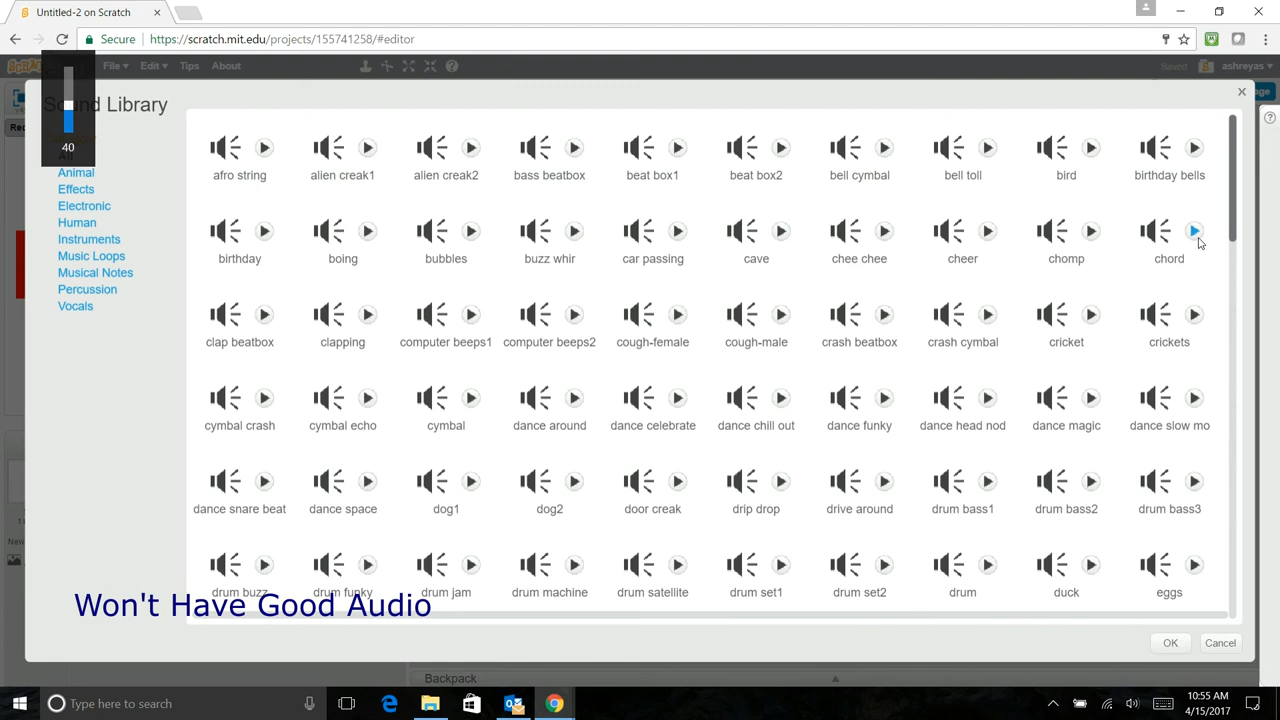 Untitled-2 on Scratch
Secure https://scratch.mit.edu/projects/155741258/#editor
File Edit Tips About
Saved
ashreyas
Sound Library
40
All
Animal
Effects
Electronic
Human
Instruments
Music Loops
Musical Notes
Percussion
Vocals
afro string alien creak1 alien creak2 bass beatbox beat box1 beat box2 bell cymbal bell toll bird birthday bells
birthday boing bubbles buzz whir car passing cave chee chee cheer chomp chord
clap beatbox clapping computer beeps1 computer beeps2 cough-female cough-male crash beatbox crash cymbal cricket crickets
cymbal crash cymbal echo cymbal dance around dance celebrate dance chill out dance funky dance head nod dance magic dance slow mo
dance snare beat dance space dog1 dog2 door creak drip drop drive around drum bass1 drum bass2 drum bass3
drum buzz drum funky drum jam drum machine drum satellite drum set1 drum set2 drum duck eggs
Won't Have Good Audio
OK Cancel
Backpack
Type here to search
10:55 AM
4/15/2017